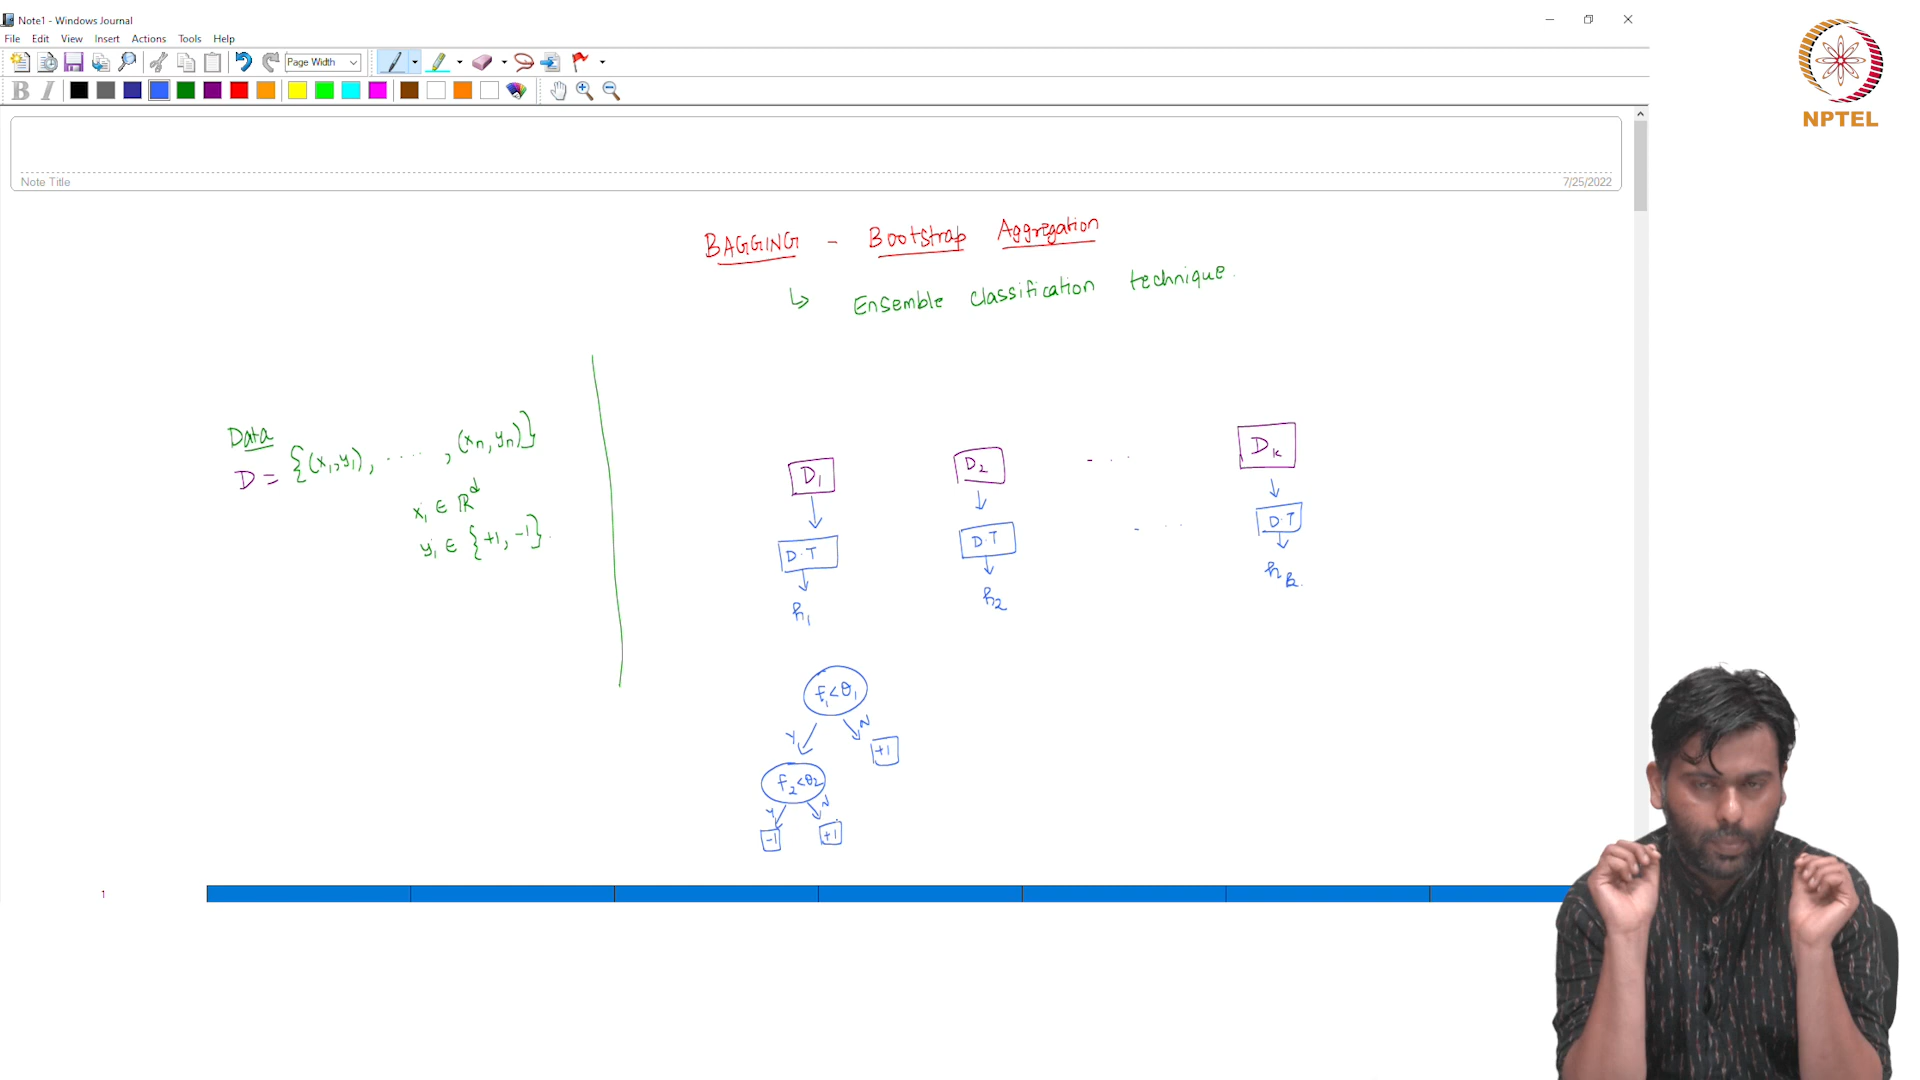 Note1 - Windows Journal
File Edit View Insert Actions Tools Help
Page Width
B I
NPTEL
Note Title
7/25/2022
BAGGING - Bootstrap Aggregation
↳ Ensemble classification technique.
Data
D = {(x₁,y₁), ..... , (xₙ,yₙ)}
xᵢ ∈ ℝᵈ
yᵢ ∈ {+1, -1}.
D₁ D₂ - ... Dₖ
D.T D.T - ... D.T
h₁ h₂ hₖ.
f₁<θ₁
Y N
+1
f₂<θ₂
Y N
-1 +1
1